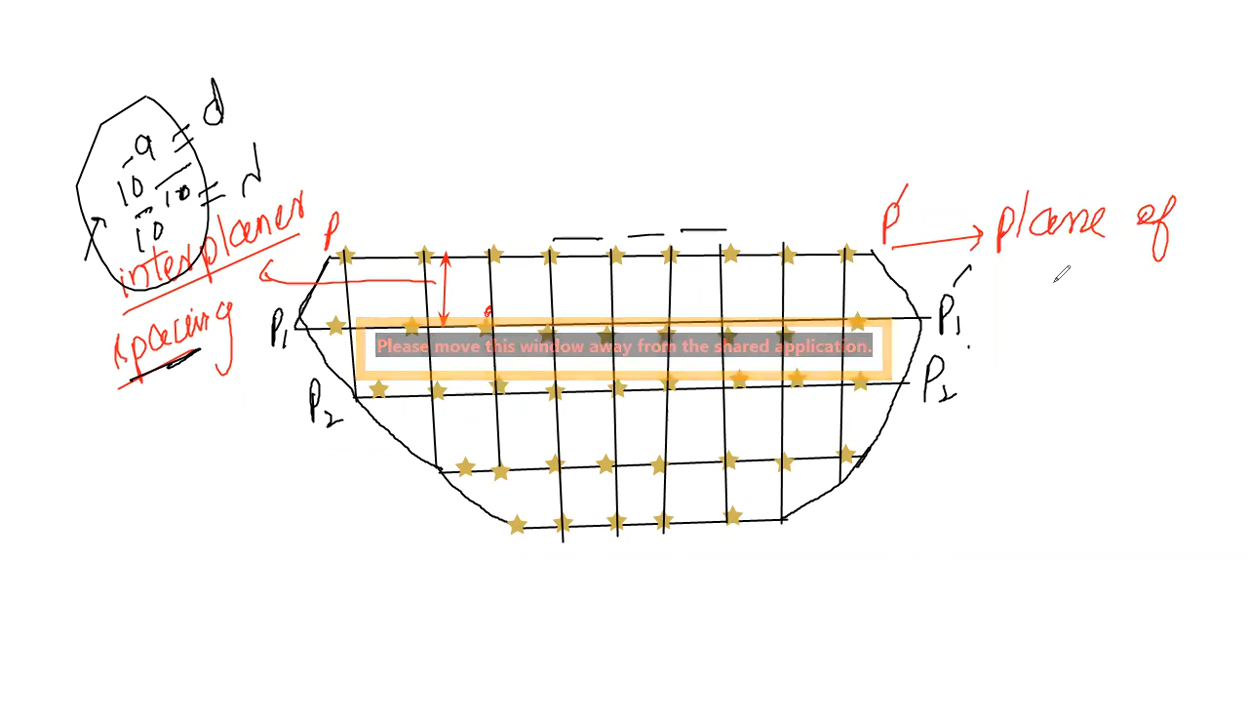 d
10
10
10
interplaner
spacing
P
P′
plane of
P₁
P₁′
Please move this window away from the shared application.
P₂
P₂